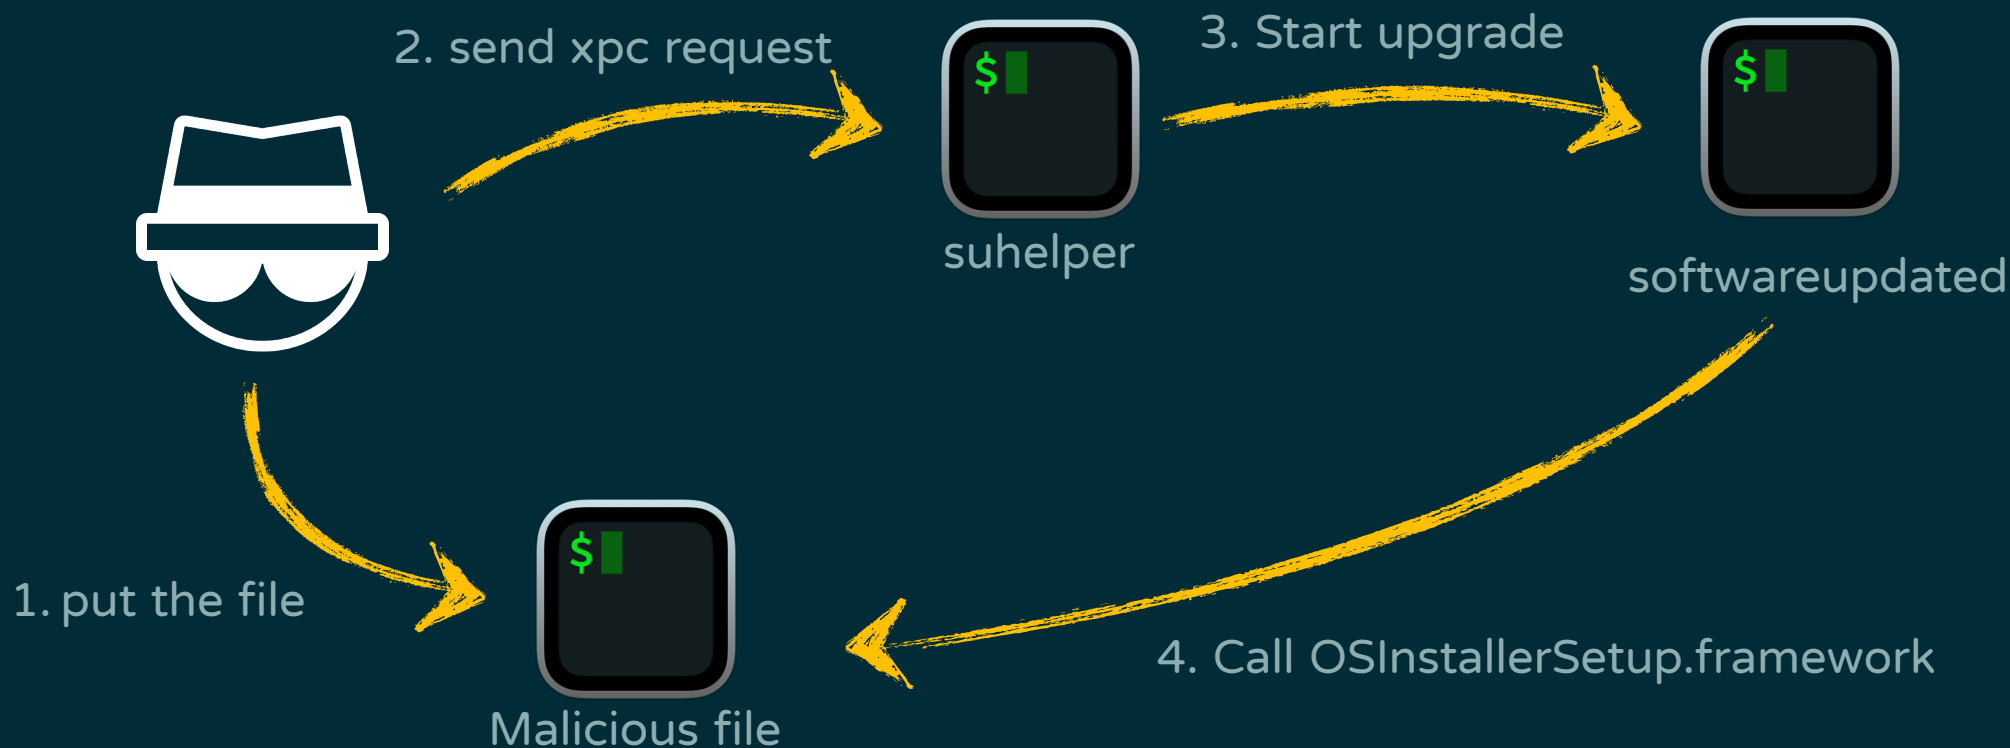 2. send xpc request
3. Start upgrade
$
$
suhelper
softwareupdated
$
1. put the file
4. Call OSInstallerSetup.framework
Malicious file